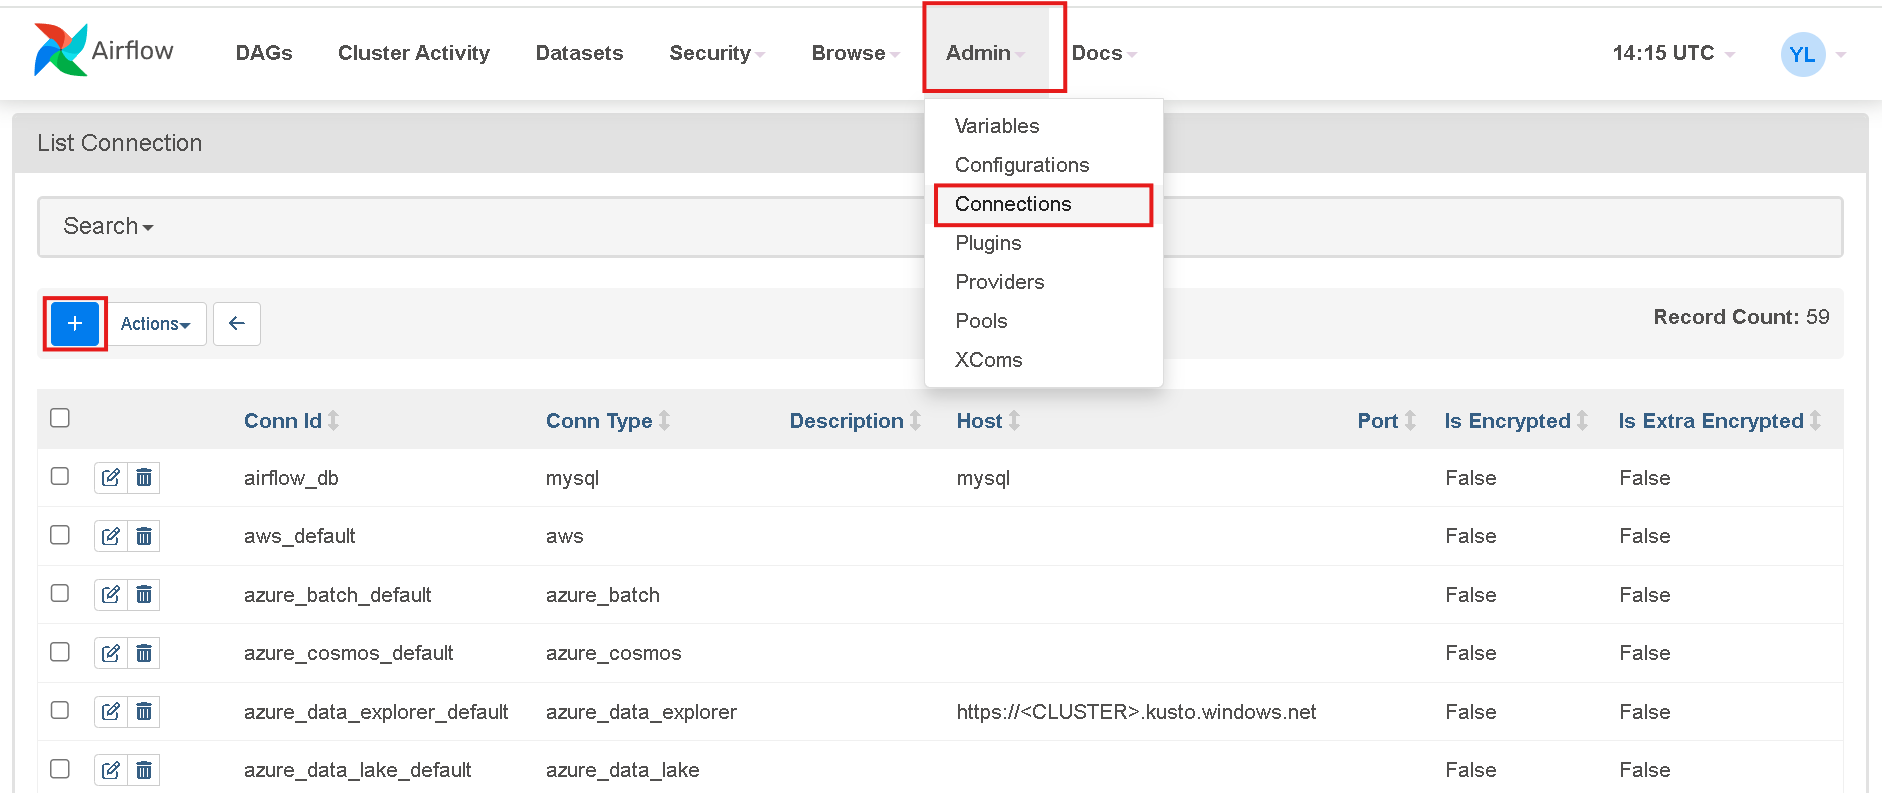 Airflow DAGs Cluster Activity Datasets Security Browse Admin Docs 14:15 UTC YL
Variables
Configurations
Connections
Plugins
Providers
Pools
XComs
List Connection
Search
+ Actions
Record Count: 59
Conn Id Conn Type Description Host Port Is Encrypted Is Extra Encrypted
airflow_db mysql mysql False False
aws_default aws False False
azure_batch_default azure_batch False False
azure_cosmos_default azure_cosmos False False
azure_data_explorer_default azure_data_explorer https://<CLUSTER>.kusto.windows.net False False
azure_data_lake_default azure_data_lake False False